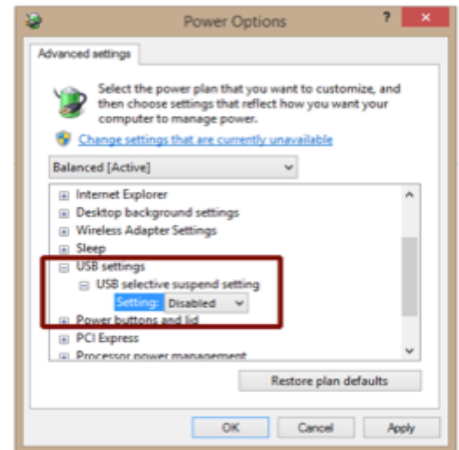 Power Options
?
Advanced settings
Select the power plan that you want to customize, and
then choose settings that reflect how you want your
computer to manage power.
Change settings that are currently unavailable
Balanced [Active]
Internet Explorer
Desktop background settings
Wireless Adapter Settings
Sleep
USB settings
USB selective suspend setting
Setting: Disabled
Power buttons and lid
PCI Express
Processor power management
Restore plan defaults
OK Cancel Apply